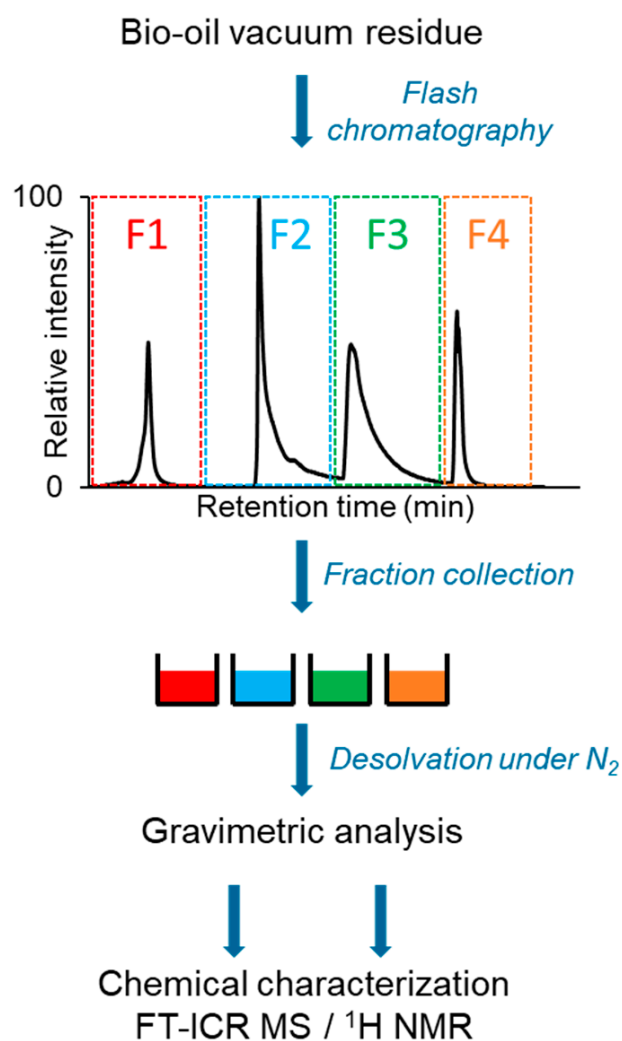 Bio-oil vacuum residue
Flash
chromatography
100
F1
F2
F3
F4
Relative intensity
0
Retention time (min)
Fraction collection
Desolvation under N₂
Gravimetric analysis
Chemical characterization
FT-ICR MS / ¹H NMR